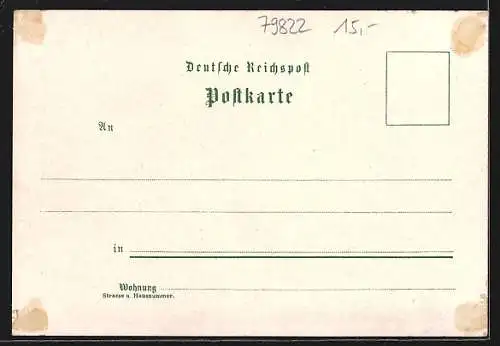 79822 15,-
Deutſche Reichspoſt
Poſtkarte
An
in
Wohnung
Strasse u. Hausnummer.